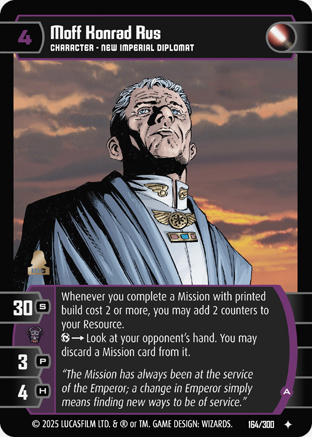 4
Moff Konrad Rus
CHARACTER • NEW IMPERIAL DIPLOMAT
30 S
3 P
4 H
Whenever you complete a Mission with printed
build cost 2 or more, you may add 2 counters to
your Resource.
→ Look at your opponent's hand. You may
discard a Mission card from it.
"The Mission has always been at the service
of the Emperor; a change in Emperor simply
means finding new ways to be of service."
A
© 2025 LUCASFILM LTD. & ® or TM. GAME DESIGN: WIZARDS. 164/300